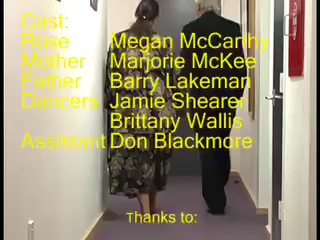 Cast:
Rose Megan McCarthy
Mother Marjorie McKee
Father Barry Lakeman
Dancers Jamie Shearer
Brittany Wallis
Assistant Don Blackmore
Thanks to: